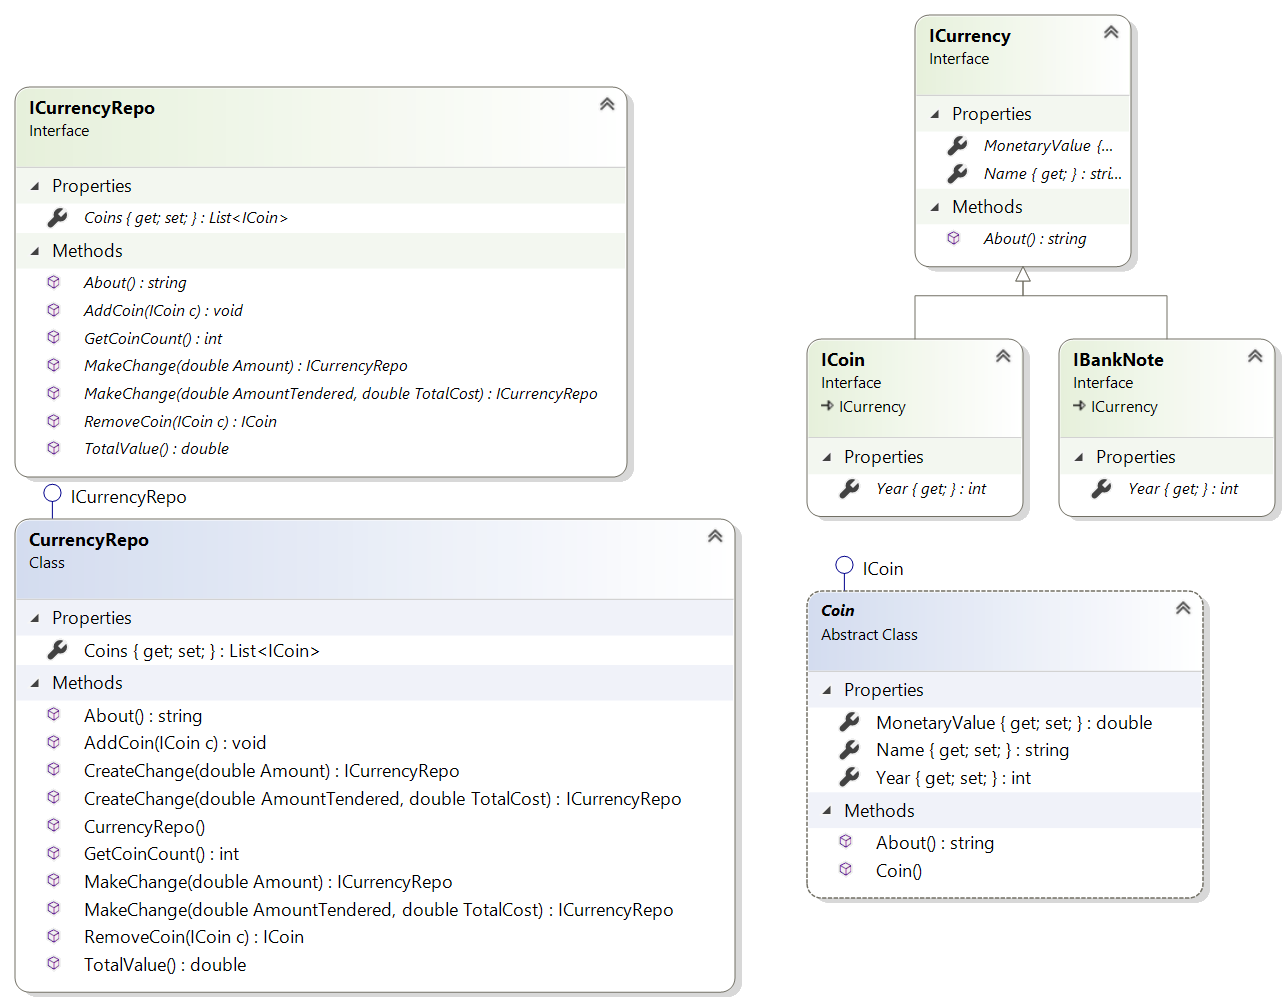 ICurrencyRepo
Interface
Properties
Coins { get; set; } : List<ICoin>
Methods
About() : string
AddCoin(ICoin c) : void
GetCoinCount() : int
MakeChange(double Amount) : ICurrencyRepo
MakeChange(double AmountTendered, double TotalCost) : ICurrencyRepo
RemoveCoin(ICoin c) : ICoin
TotalValue() : double
ICurrencyRepo
CurrencyRepo
Class
Properties
Coins { get; set; } : List<ICoin>
Methods
About() : string
AddCoin(ICoin c) : void
CreateChange(double Amount) : ICurrencyRepo
CreateChange(double AmountTendered, double TotalCost) : ICurrencyRepo
CurrencyRepo()
GetCoinCount() : int
MakeChange(double Amount) : ICurrencyRepo
MakeChange(double AmountTendered, double TotalCost) : ICurrencyRepo
RemoveCoin(ICoin c) : ICoin
TotalValue() : double
ICurrency
Interface
Properties
MonetaryValue {...
Name { get; } : stri...
Methods
About() : string
ICoin
Interface
ICurrency
Properties
Year { get; } : int
IBankNote
Interface
ICurrency
Properties
Year { get; } : int
ICoin
Coin
Abstract Class
Properties
MonetaryValue { get; set; } : double
Name { get; set; } : string
Year { get; set; } : int
Methods
About() : string
Coin()